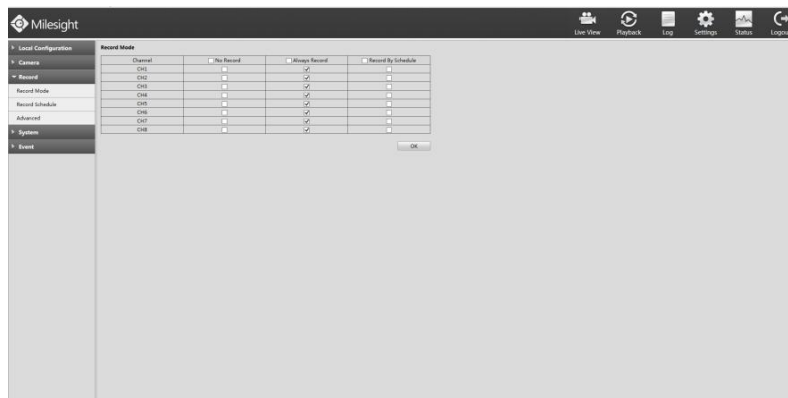 Milesight
Live View Playback Log Settings Status Logou
Local Configuration
Camera
Record
Record Mode
Record Schedule
Advanced
System
Event
Record Mode
Channel No Record Always Record Record By Schedule
CH1
CH2
CH3
CH4
CH5
CH6
CH7
CH8
OK